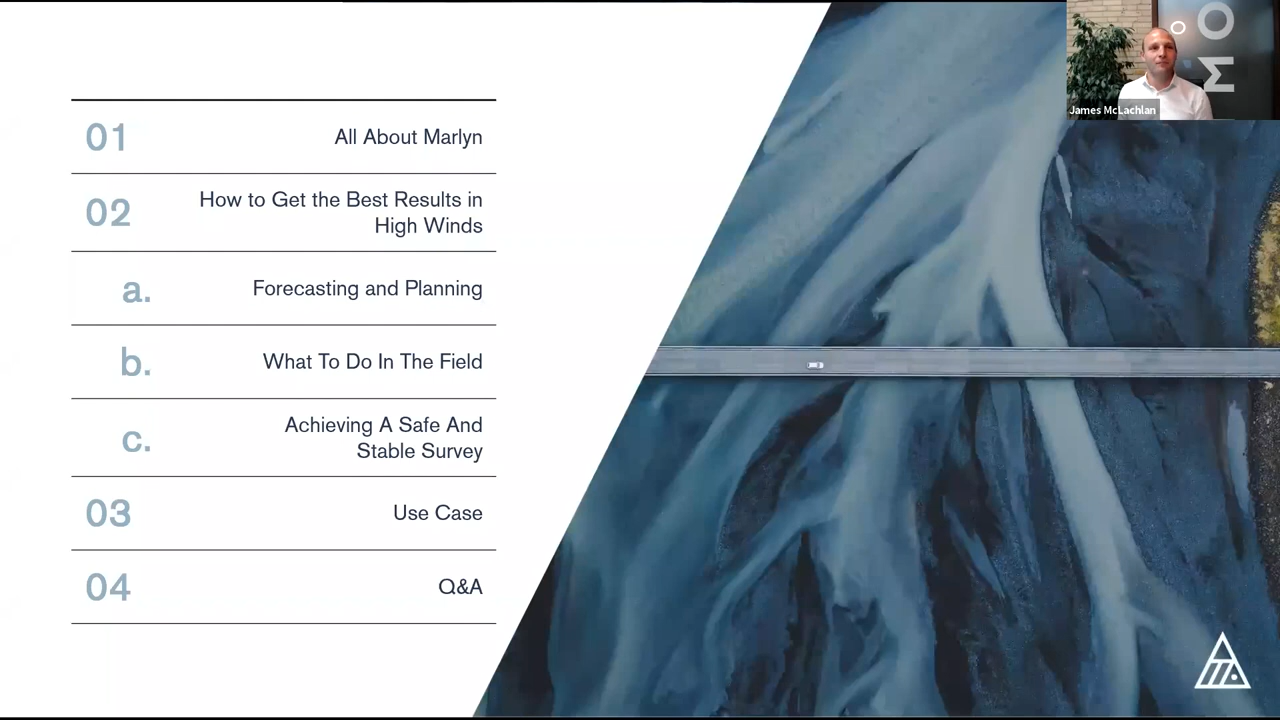 01
All About Marlyn
02
How to Get the Best Results in
High Winds
a.
Forecasting and Planning
b.
What To Do In The Field
c.
Achieving A Safe And
Stable Survey
03
Use Case
04
Q&A
James McLachlan